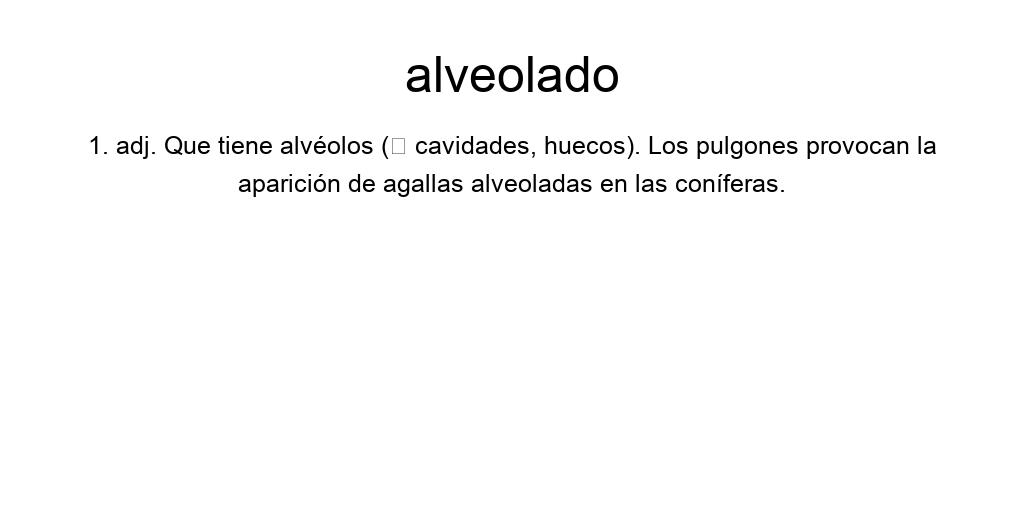 alveolado
1. adj. Que tiene alvéolos (□ cavidades, huecos). Los pulgones provocan la
aparición de agallas alveoladas en las coníferas.